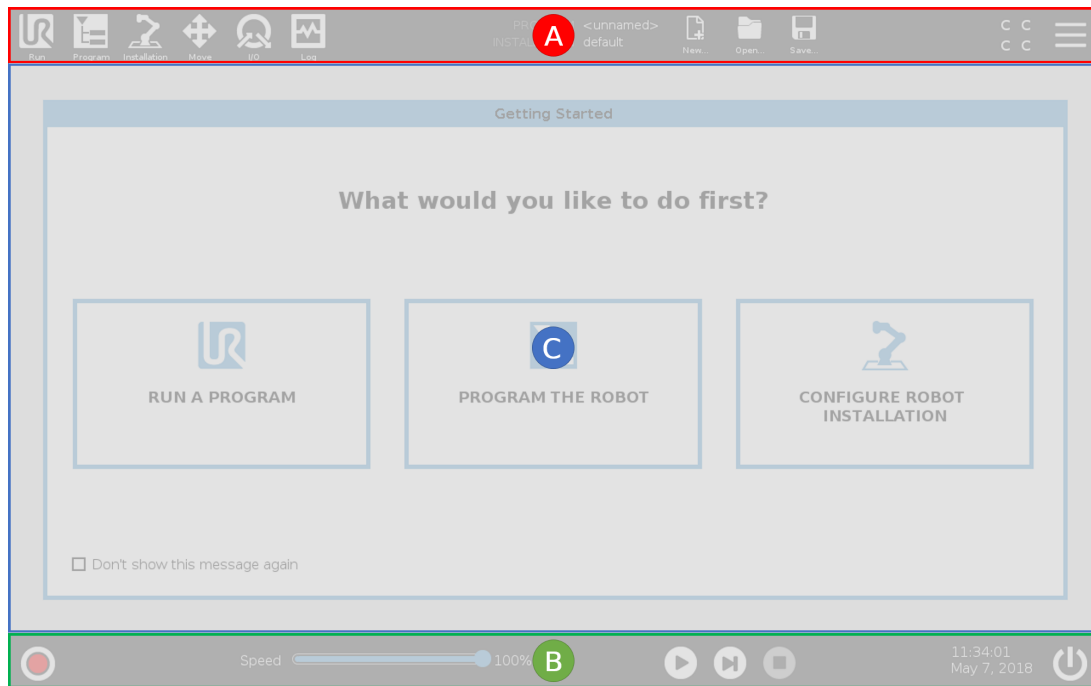 PR
<unnamed>
INSTAL
default
A
C C
C C
Run
Program
Installation
Move
I/O
Log
New...
Open...
Save...
Getting Started
What would you like to do first?
C
RUN A PROGRAM
PROGRAM THE ROBOT
CONFIGURE ROBOT
INSTALLATION
Don't show this message again
Speed
100%
B
11:34:01
May 7, 2018